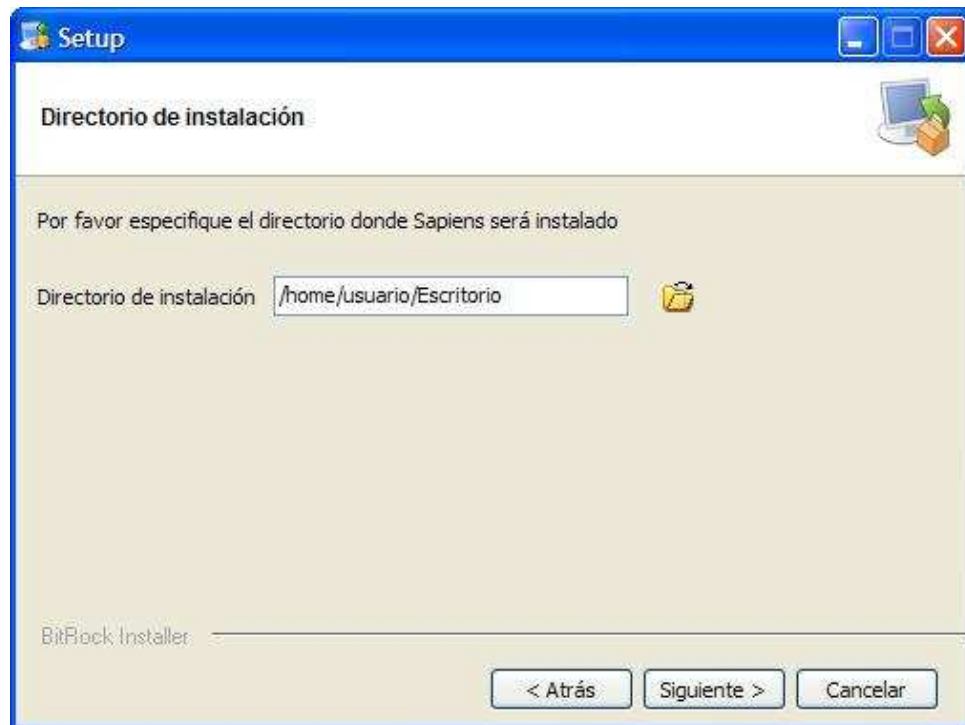 Setup
Directorio de instalación
Por favor especifique el directorio donde Sapiens será instalado
Directorio de instalación /home/usuario/Escritorio
BitRock Installer
< Atrás Siguiente > Cancelar